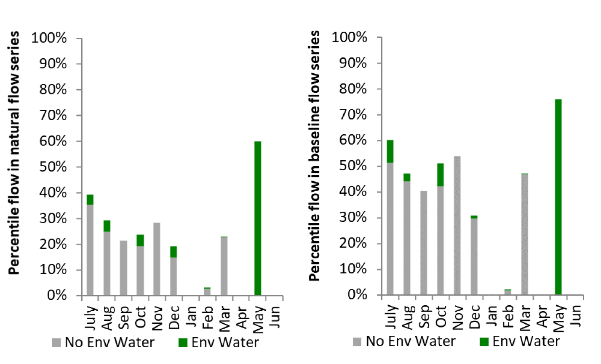 Percentile flow in natural flow series
100%
90%
80%
70%
60%
50%
40%
30%
20%
10%
0%
July
Aug
Sep
Oct
Nov
Dec
Jan
Feb
Mar
Apr
May
Jun
No Env Water
Env Water
Percentile flow in baseline flow series
100%
90%
80%
70%
60%
50%
40%
30%
20%
10%
0%
July
Aug
Sep
Oct
Nov
Dec
Jan
Feb
Mar
Apr
May
Jun
No Env Water
Env Water